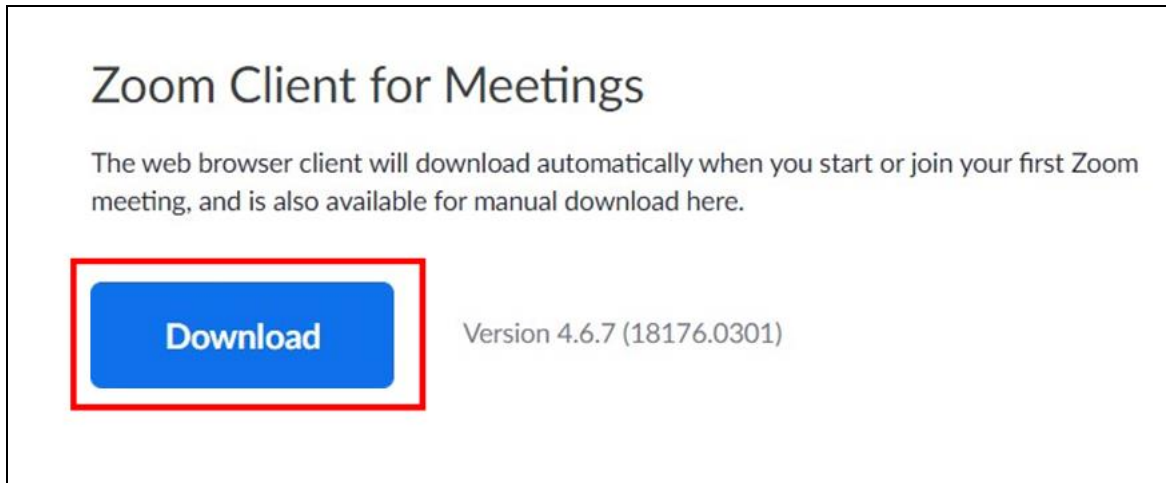 Zoom Client for Meetings
The web browser client will download automatically when you start or join your first Zoom
meeting, and is also available for manual download here.
Download
Version 4.6.7 (18176.0301)